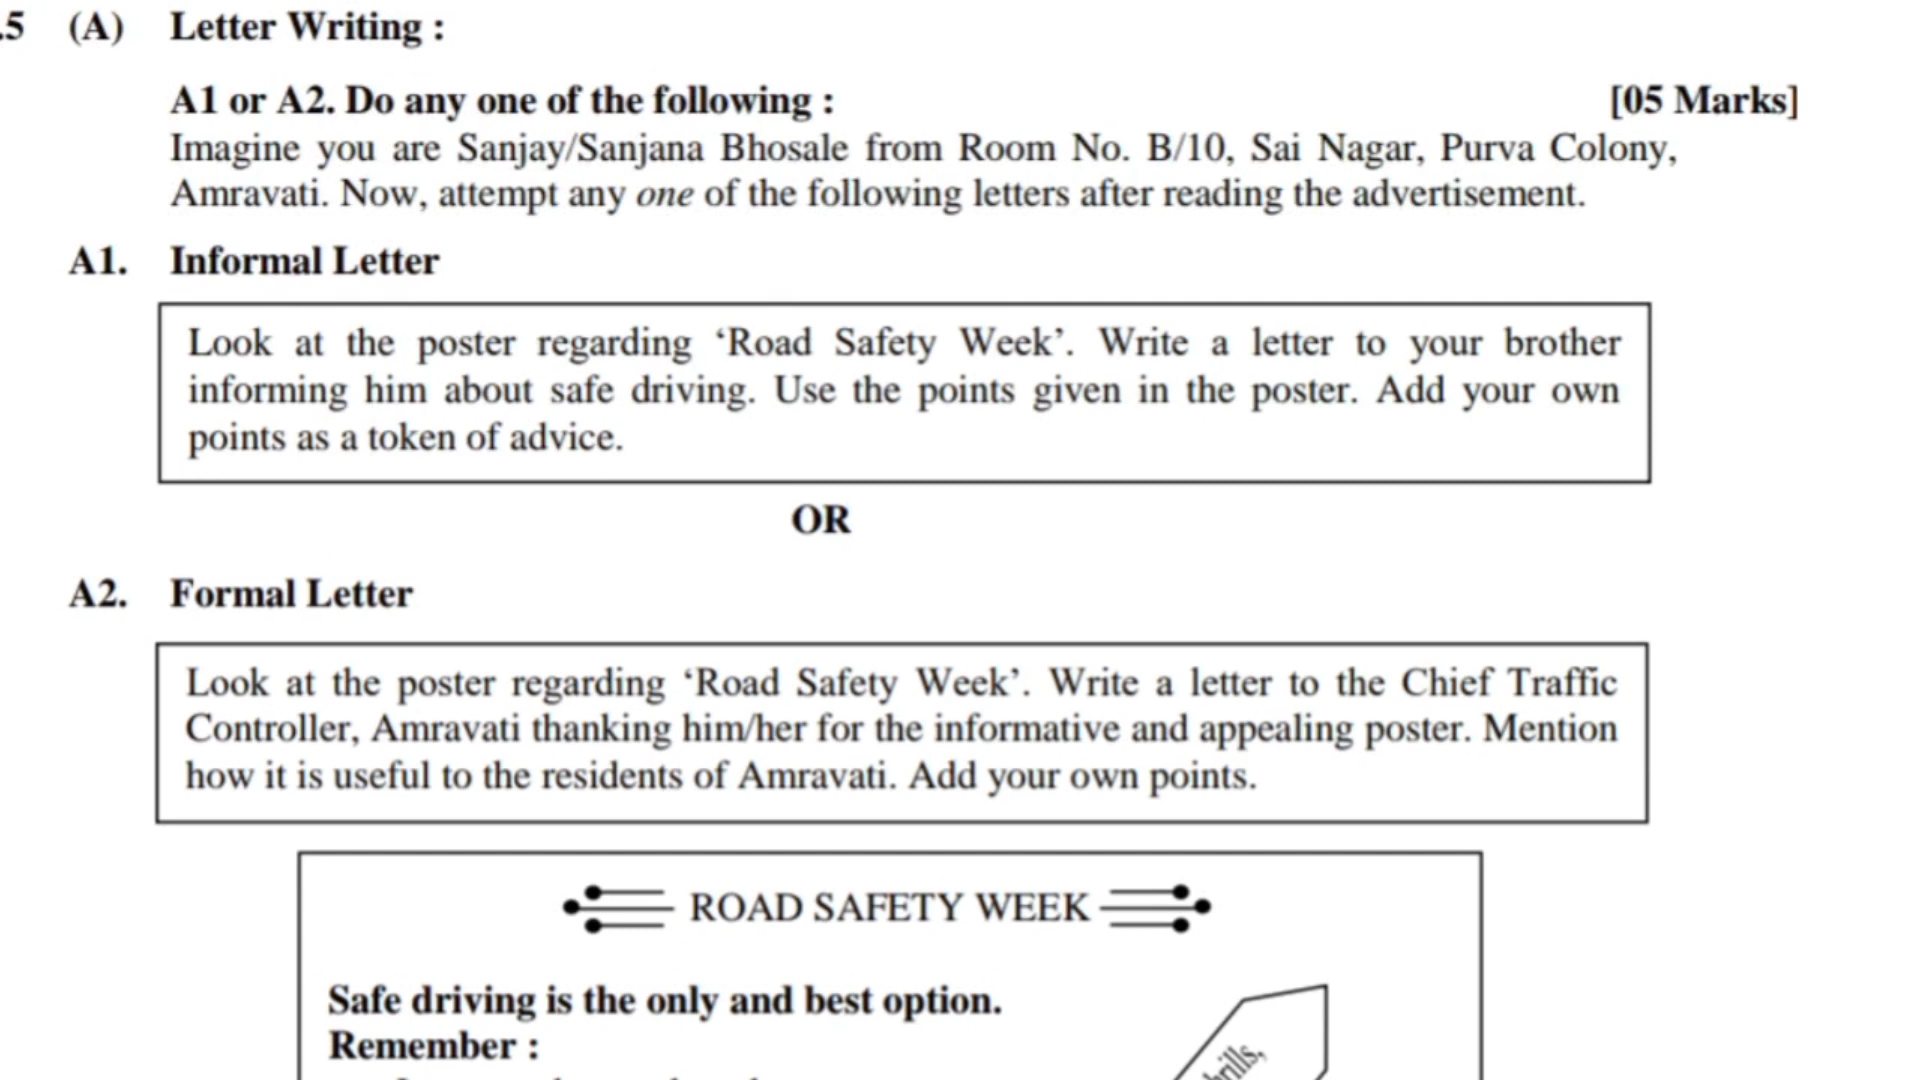 .5 (A) Letter Writing :
A1 or A2. Do any one of the following : [05 Marks]
Imagine you are Sanjay/Sanjana Bhosale from Room No. B/10, Sai Nagar, Purva Colony,
Amravati. Now, attempt any one of the following letters after reading the advertisement.
A1. Informal Letter
Look at the poster regarding ‘Road Safety Week’. Write a letter to your brother
informing him about safe driving. Use the points given in the poster. Add your own
points as a token of advice.
OR
A2. Formal Letter
Look at the poster regarding ‘Road Safety Week’. Write a letter to the Chief Traffic
Controller, Amravati thanking him/her for the informative and appealing poster. Mention
how it is useful to the residents of Amravati. Add your own points.
ROAD SAFETY WEEK
Safe driving is the only and best option.
Remember :